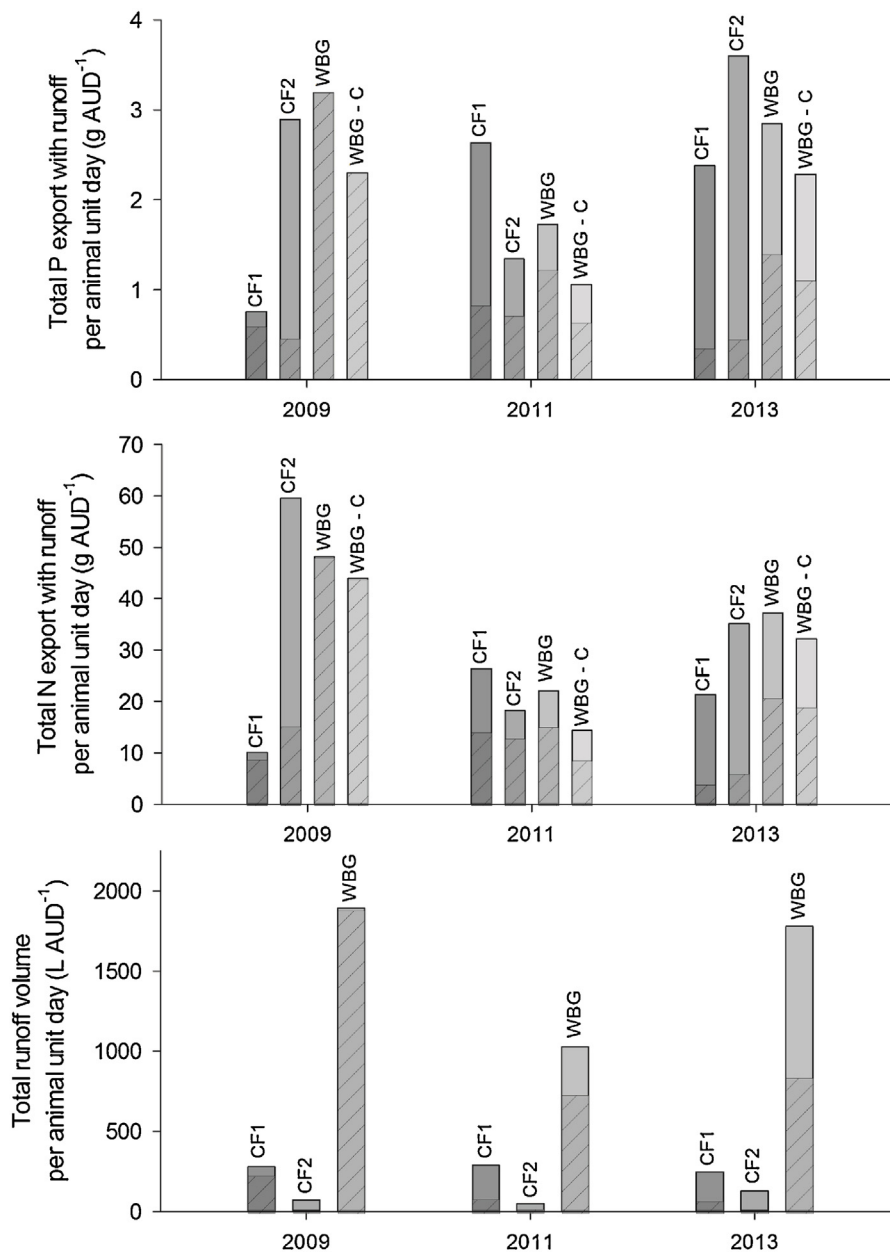 Total P export with runoff
per animal unit day (g AUD⁻¹)
4
3
2
1
0
CF1
CF2
WBG
WBG - C
CF1
CF2
WBG
WBG - C
CF1
CF2
WBG
WBG - C
2009
2011
2013
Total N export with runoff
per animal unit day (g AUD⁻¹)
70
60
50
40
30
20
10
0
CF1
CF2
WBG
WBG - C
CF1
CF2
WBG
WBG - C
CF1
CF2
WBG
WBG - C
2009
2011
2013
Total runoff volume
per animal unit day (L AUD⁻¹)
2000
1500
1000
500
0
CF1
CF2
WBG
CF1
CF2
WBG
CF1
CF2
WBG
2009
2011
2013